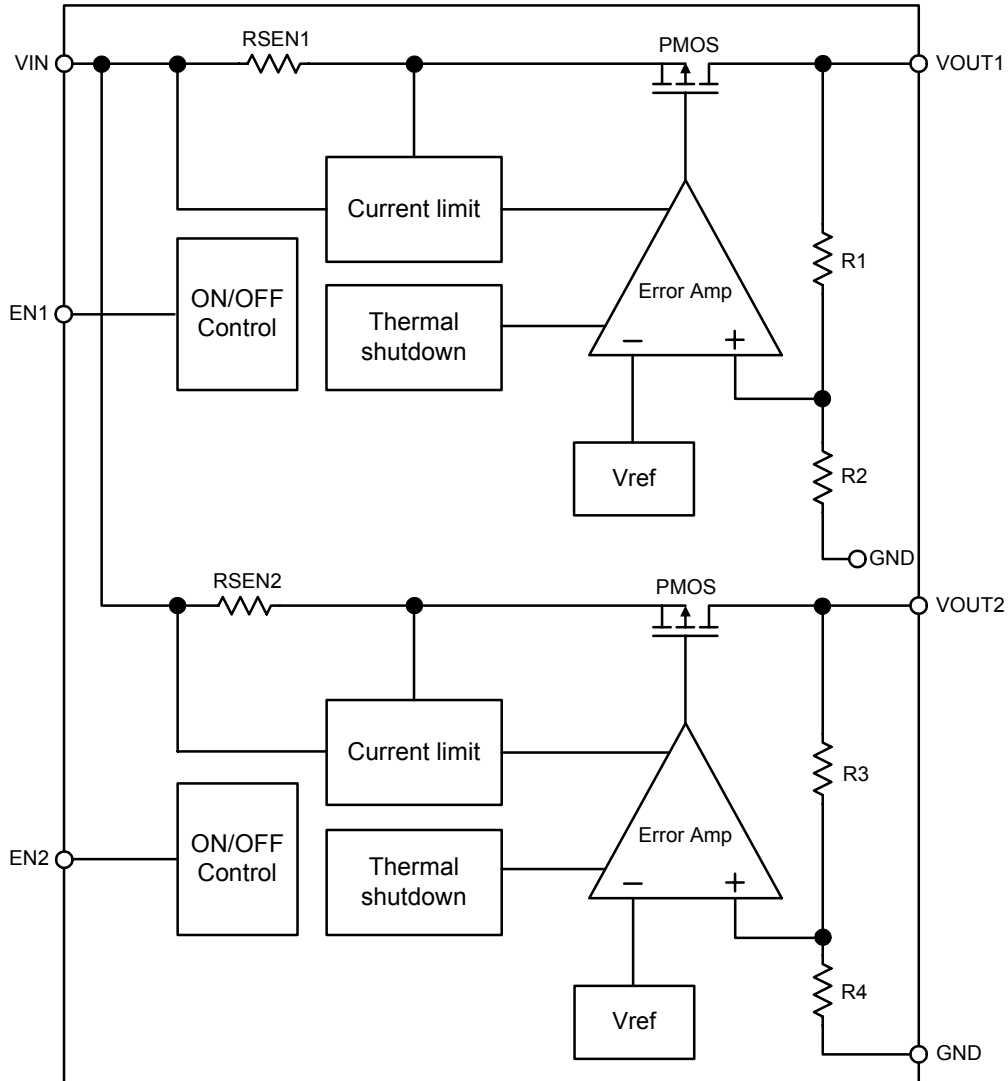 RSEN1
PMOS
VIN
VOUT1
Current limit
R1
ON/OFF
Control
Error Amp
EN1
Thermal
shutdown
− +
Vref
R2
GND
RSEN2
PMOS
VOUT2
Current limit
R3
ON/OFF
Control
Error Amp
EN2
Thermal
shutdown
− +
Vref
R4
GND